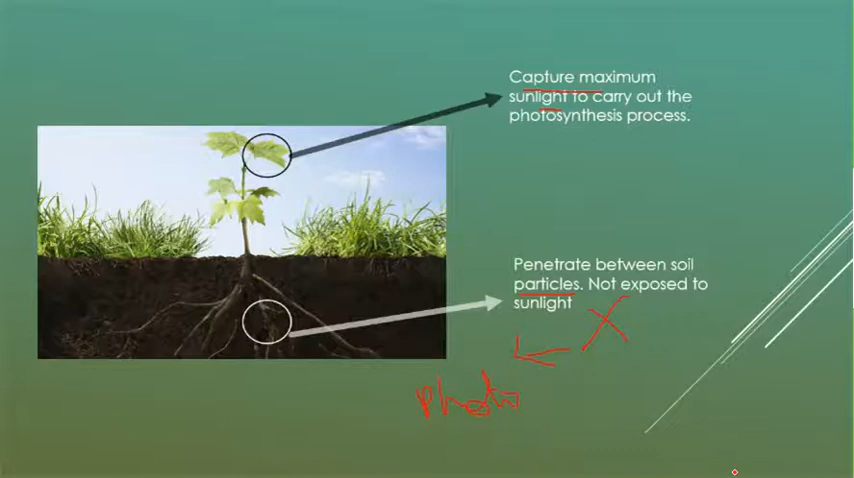 Capture maximum
sunlight to carry out the
photosynthesis process.
Penetrate between soil
particles. Not exposed to
sunlight
Photo